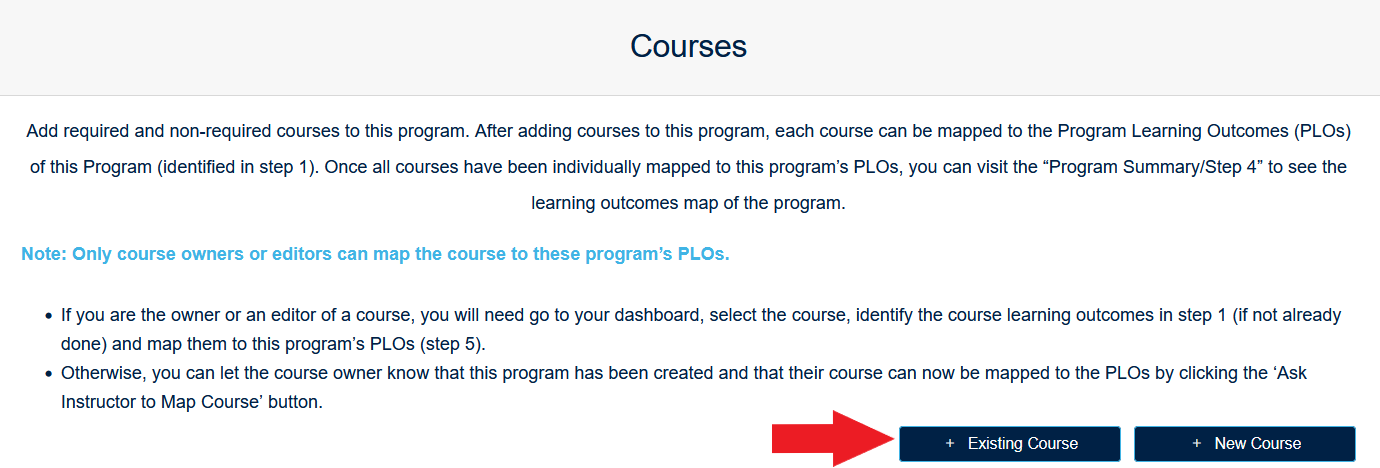 Courses
Add required and non-required courses to this program. After adding courses to this program, each course can be mapped to the Program Learning Outcomes (PLOs)
of this Program (identified in step 1). Once all courses have been individually mapped to this program’s PLOs, you can visit the “Program Summary/Step 4” to see the
learning outcomes map of the program.
Note: Only course owners or editors can map the course to these program’s PLOs.
• If you are the owner or an editor of a course, you will need go to your dashboard, select the course, identify the course learning outcomes in step 1 (if not already
done) and map them to this program’s PLOs (step 5).
• Otherwise, you can let the course owner know that this program has been created and that their course can now be mapped to the PLOs by clicking the ‘Ask
Instructor to Map Course’ button.
+ Existing Course
+ New Course